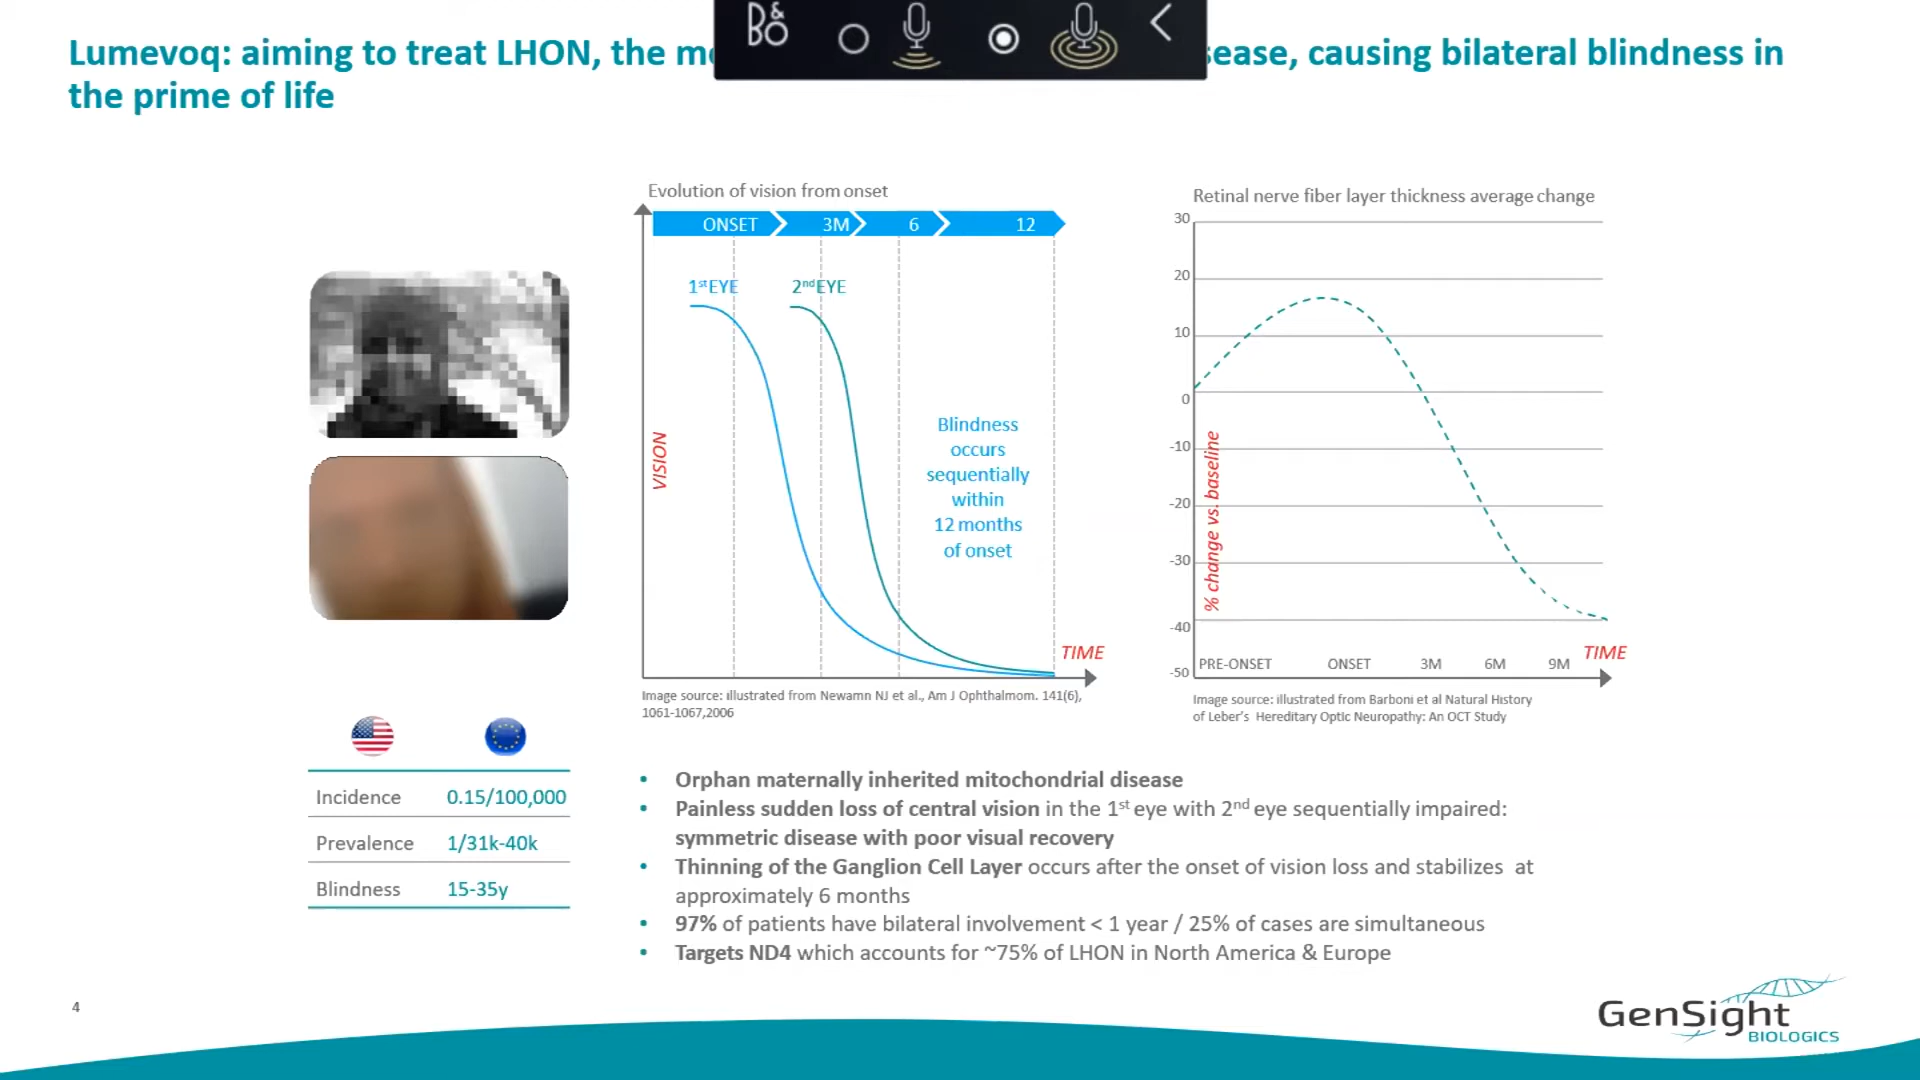 B&O
Lumevoq: aiming to treat LHON, the
sease, causing bilateral blindness in
the prime of life
Evolution of vision from onset
ONSET 3M 6 12
1st EYE 2nd EYE
VISION
Blindness
occurs
sequentially
within
12 months
of onset
TIME
Image source: illustrated from Newamn NJ et al., Am J Ophthalmom. 141(6),
1061-1067,2006
Retinal nerve fiber layer thickness average change
30
20
10
0
-10
-20
-30
-40
-50
% change vs. baseline
PRE-ONSET ONSET 3M 6M 9M
TIME
Image source: illustrated from Barboni et al Natural History
of Leber's Hereditary Optic Neuropathy: An OCT Study
Incidence 0.15/100,000
Prevalence 1/31k-40k
Blindness 15-35y
• Orphan maternally inherited mitochondrial disease
• Painless sudden loss of central vision in the 1st eye with 2nd eye sequentially impaired:
symmetric disease with poor visual recovery
• Thinning of the Ganglion Cell Layer occurs after the onset of vision loss and stabilizes at
approximately 6 months
• 97% of patients have bilateral involvement < 1 year / 25% of cases are simultaneous
• Targets ND4 which accounts for ~75% of LHON in North America & Europe
4
GenSight
BIOLOGICS